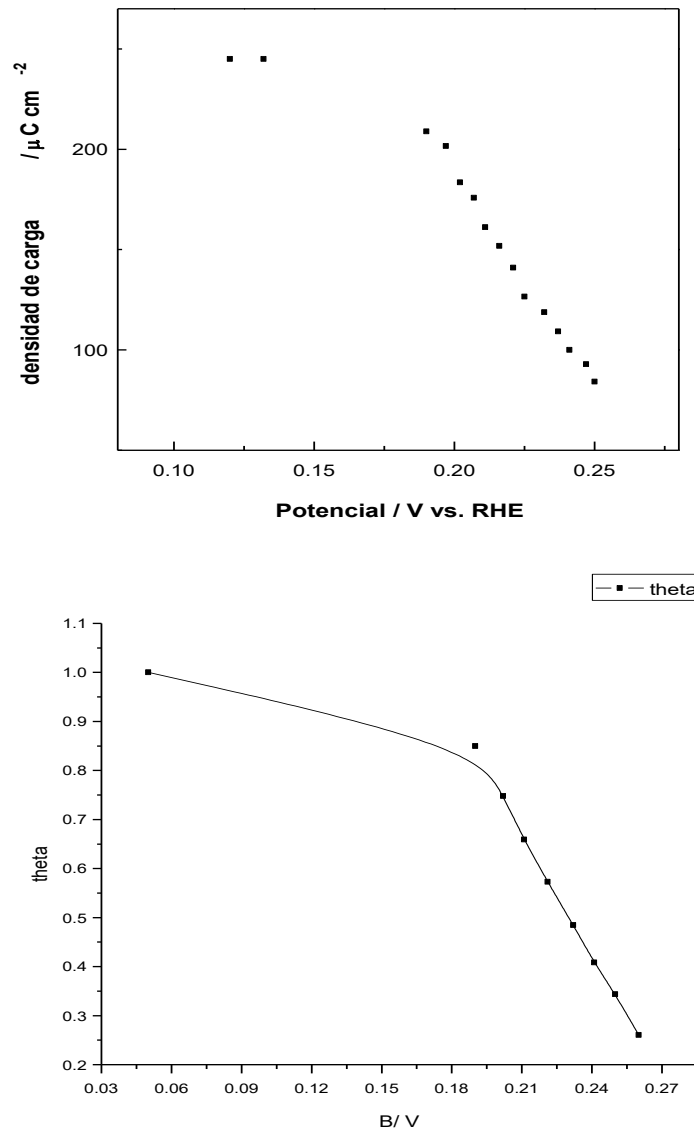 densidad de carga / μC cm⁻²
200
100
0.10 0.15 0.20 0.25
Potencial / V vs. RHE
theta
theta
1.1
1.0
0.9
0.8
0.7
0.6
0.5
0.4
0.3
0.2
0.03 0.06 0.09 0.12 0.15 0.18 0.21 0.24 0.27
B/ V